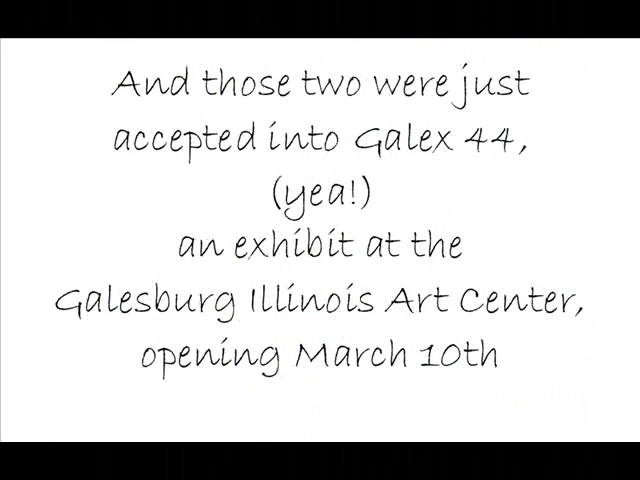 And those two were just
accepted into Galex 44,
(yea!)
an exhibit at the
Galesburg Illinois Art Center,
opening March 10th